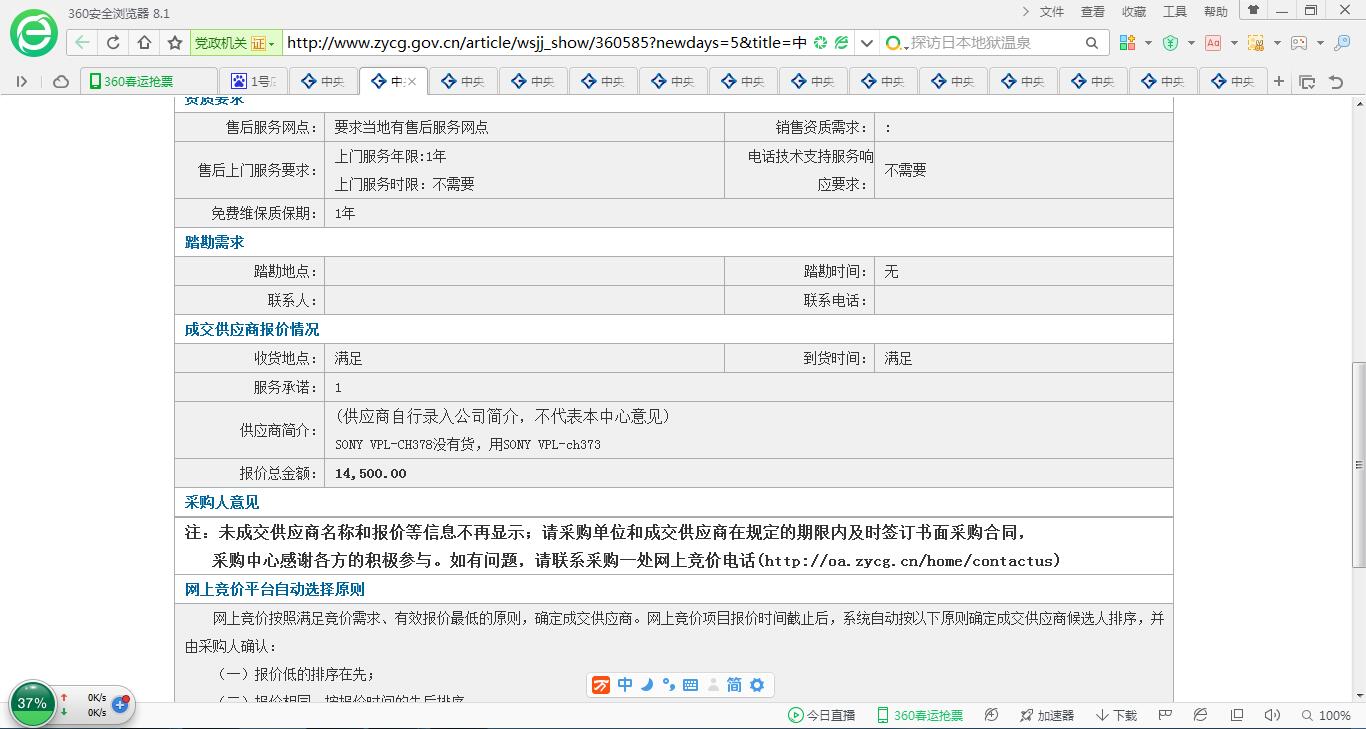 360安全浏览器 8.1
文件 查看 收藏 工具 帮助
党政机关 证 http://www.zycg.gov.cn/article/wsjj_show/360585?newdays=5&title=中 探访日本地狱温泉
360春运抢票 1号 中央 中 中央 中央 中央 中央 中央 中央 中央 中央 中央 中央 中央 中央
资质要求
售后服务网点: 要求当地有售后服务网点 销售资质需求: :
售后上门服务要求: 上门服务年限:1年
上门服务时限: 不需要
电话技术支持服务响
应要求: 不需要
免费维保质保期: 1年
踏勘需求
踏勘地点: 踏勘时间: 无
联系人: 联系电话:
成交供应商报价情况
收货地点: 满足 到货时间: 满足
服务承诺: 1
供应商简介: (供应商自行录入公司简介, 不代表本中心意见)
SONY VPL-CH378没有货, 用SONY VPL-ch373
报价总金额: 14,500.00
采购人意见
注: 未成交供应商名称和报价等信息不再显示; 请采购单位和成交供应商在规定的期限内及时签订书面采购合同,
采购中心感谢各方的积极参与。如有问题, 请联系采购一处网上竞价电话(http://oa.zycg.cn/home/contactus)
网上竞价平台自动选择原则
网上竞价按照满足竞价需求、有效报价最低的原则, 确定成交供应商。网上竞价项目报价时间截止后, 系统自动按以下原则确定成交供应商候选人排序, 并
由采购人确认:
(一) 报价低的排序在先;
(二) 报价相同, 按报价时间的先后排序
万 中 简
37% 0K/s
0K/s
今日直播 360春运抢票 加速器 下载 100%